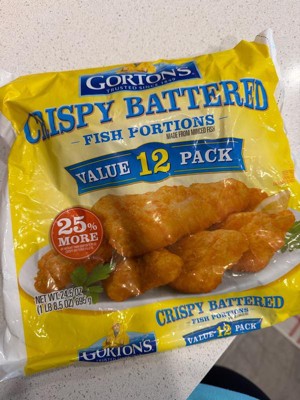 GORTON'S
TRUSTED SINCE 1849
CRISPY BATTERED
FISH PORTIONS
MADE FROM MINCED FISH
VALUE 12 PACK
25%
MORE
NET WT 24.5 OZ
(1 LB 8.5 OZ) 695g
CRISPY BATTERED
FISH PORTIONS
VALUE 12 PACK
GORTON'S